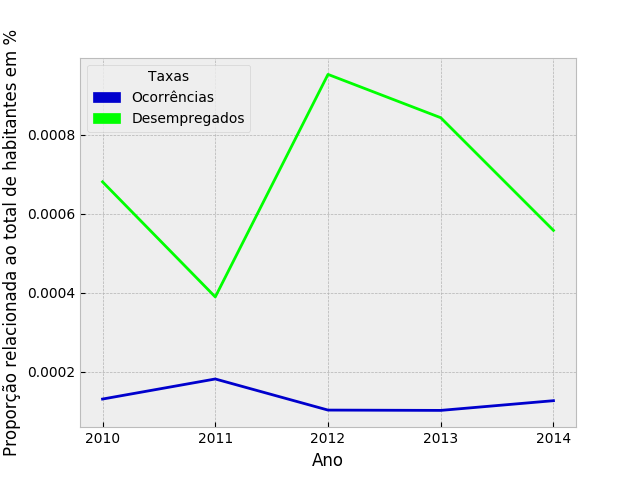 Proporção relacionada ao total de habitantes em %
Taxas
Ocorrências
Desempregados
0.0008
0.0006
0.0004
0.0002
2010 2011 2012 2013 2014
Ano